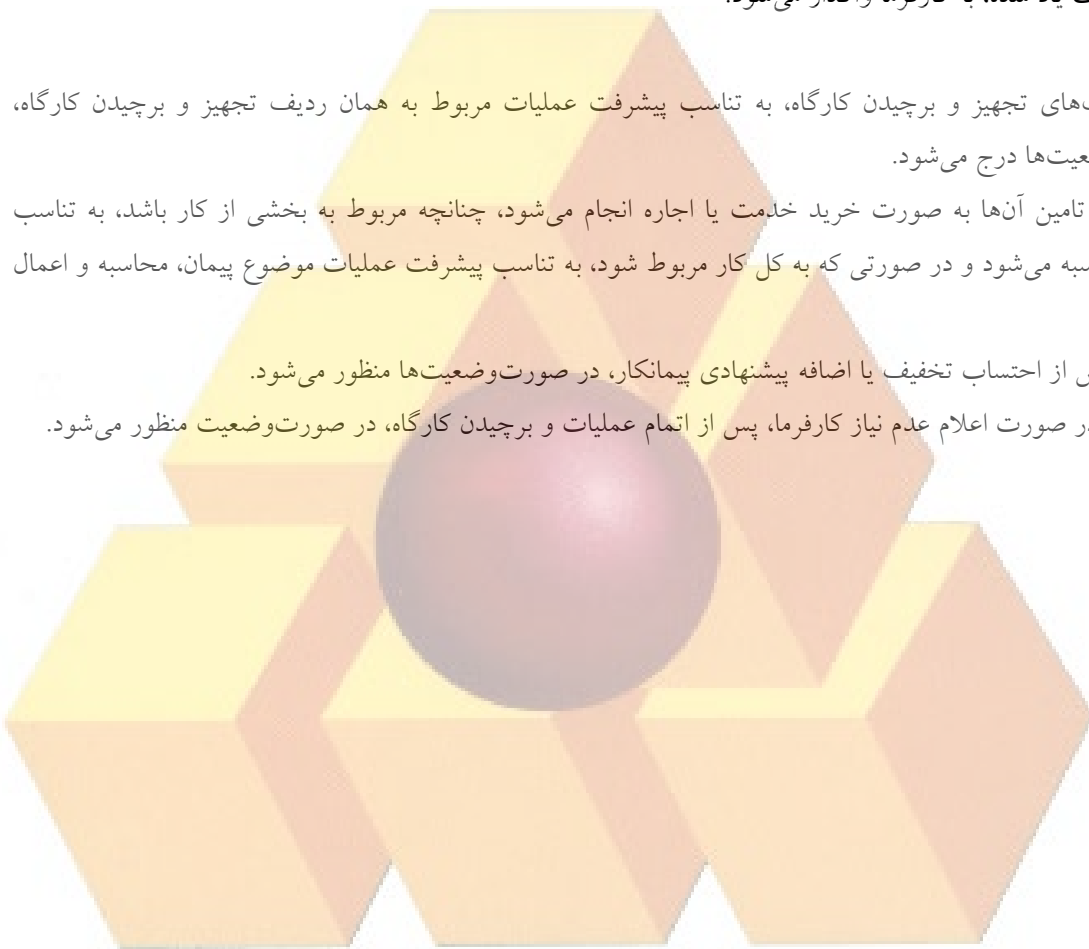 یاد شده، به کارفرما واگذار می‌شود.
‌های تجهیز و برچیدن کارگاه، به تناسب پیشرفت عملیات مربوط به همان ردیف تجهیز و برچیدن کارگاه،
عیت‌ها درج می‌شود.
تامین آن‌ها به صورت خرید خدمت یا اجاره انجام می‌شود، چنانچه مربوط به بخشی از کار باشد، به تناسب
سبه می‌شود و در صورتی که به کل کار مربوط شود، به تناسب پیشرفت عملیات موضوع پیمان، محاسبه و اعمال
از احتساب تخفیف یا اضافه پیشنهادی پیمانکار، در صورت‌وضعیت‌ها منظور می‌شود.
در صورت اعلام عدم نیاز کارفرما، پس از اتمام عملیات و برچیدن کارگاه، در صورت‌وضعیت منظور می‌شود.